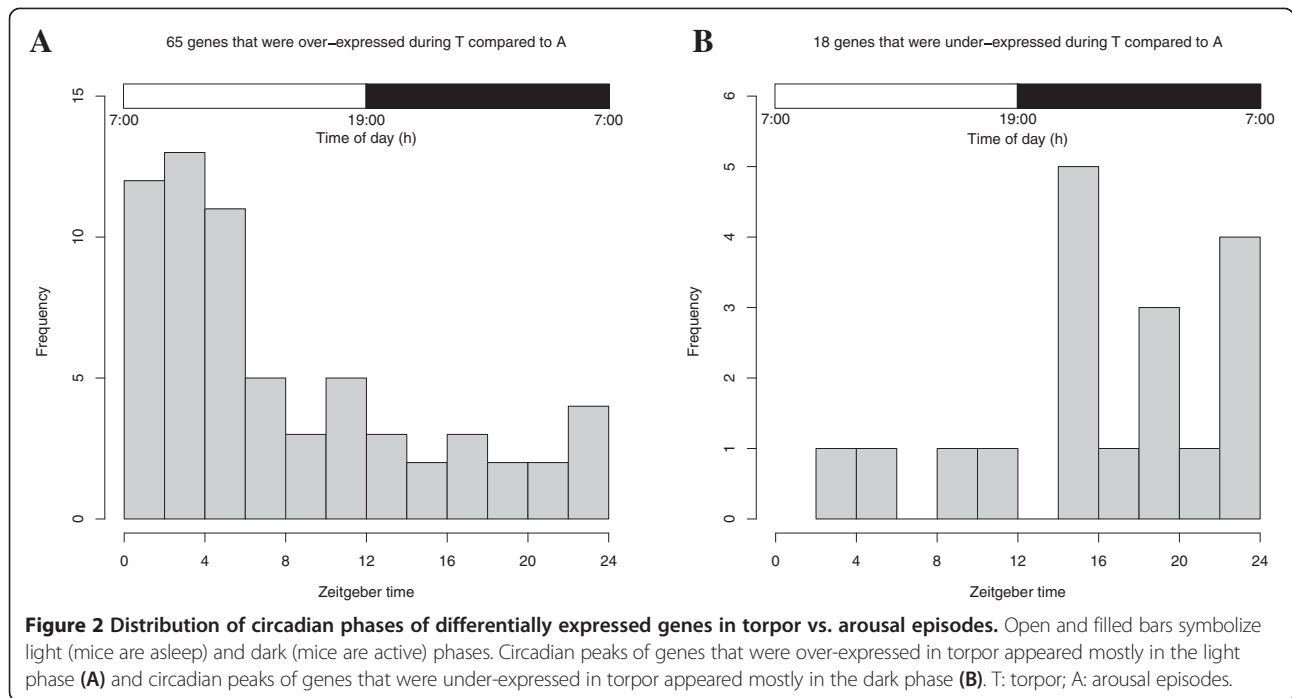 A
65 genes that were over−expressed during T compared to A
7:00
19:00
7:00
Time of day (h)
15
10
5
0
Frequency
0
4
8
12
16
20
24
Zeitgeber time
B
18 genes that were under−expressed during T compared to A
7:00
19:00
7:00
Time of day (h)
6
5
4
3
2
1
0
Frequency
0
4
8
12
16
20
24
Zeitgeber time
Figure 2 Distribution of circadian phases of differentially expressed genes in torpor vs. arousal episodes. Open and filled bars symbolize
light (mice are asleep) and dark (mice are active) phases. Circadian peaks of genes that were over-expressed in torpor appeared mostly in the light
phase (A) and circadian peaks of genes that were under-expressed in torpor appeared mostly in the dark phase (B). T: torpor; A: arousal episodes.